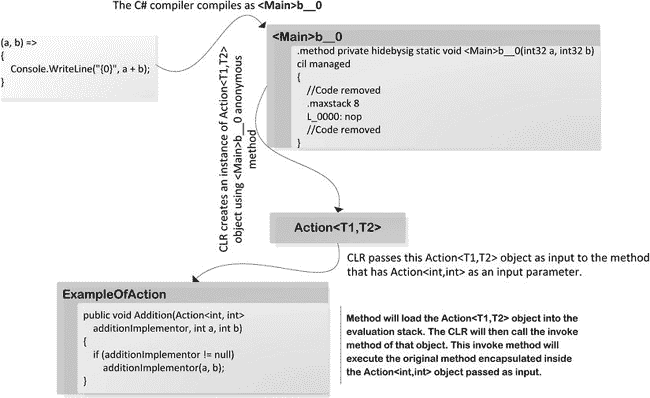 The C# compiler compiles as <Main>b__0
(a, b) =>
{
Console.WriteLine("{0}", a + b);
}
<Main>b__0
.method private hidebysig static void <Main>b__0(int32 a, int32 b)
cil managed
{
//Code removed
.maxstack 8
L_0000: nop
//Code removed
}
CLR creates an instance of Action<T1,T2>
object using <Main>b__0 anonymous
method
Action<T1,T2>
CLR passes this Action<T1,T2> object as input to the method
that has Action<int,int> as an input parameter.
ExampleOfAction
public void Addition(Action<int, int>
additionImplementor, int a, int b)
{
if (additionImplementor != null)
additionImplementor(a, b);
}
Method will load the Action<T1,T2> object into the
evaluation stack. The CLR will then call the invoke
method of that object. This invoke method will
execute the original method encapsulated inside
the Action<int,int> object passed as input.